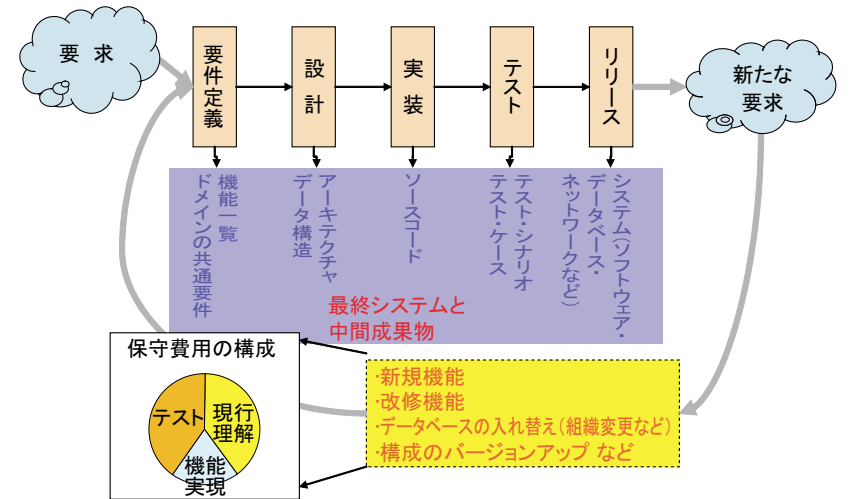 要 求
要件定義
設計
実装
テスト
リリース
新たな
要求
機能一覧
ドメインの共通要件
アーキテクチャ
データ構造
ソースコード
テスト・シナリオ
テスト・ケース
システム(ソフトウェア・
データベース・
ネットワークなど)
最終システムと
中間成果物
保守費用の構成
テスト
現行
理解
機能
実現
・新規機能
・改修機能
・データベースの入れ替え(組織変更など)
・構成のバージョンアップ など